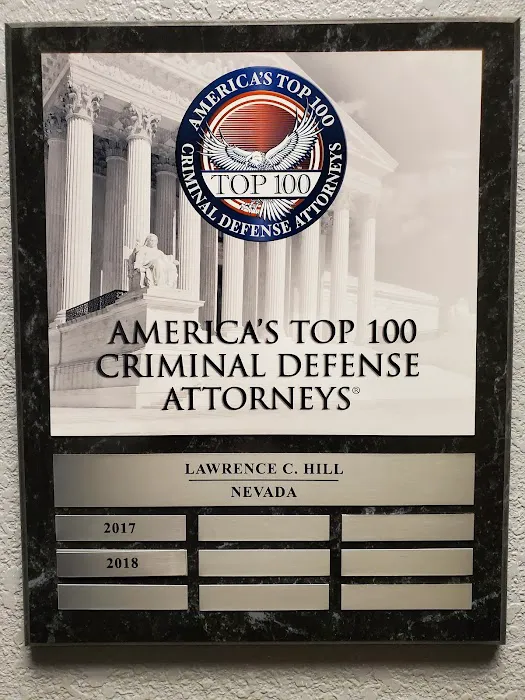 AMERICA'S TOP 100
TOP 100
CRIMINAL DEFENSE ATTORNEYS
AMERICA'S TOP 100
CRIMINAL DEFENSE
ATTORNEYS®
LAWRENCE C. HILL
NEVADA
2017
2018